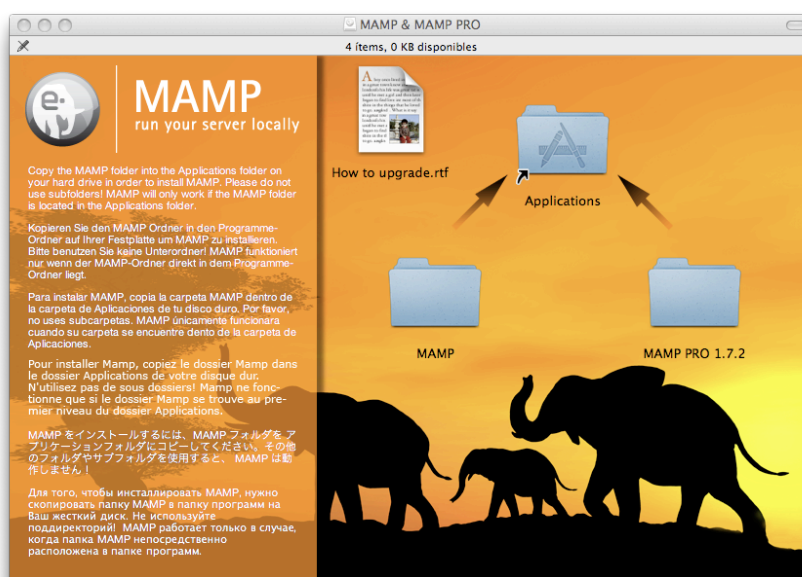 MAMP & MAMP PRO
4 ítems, 0 KB disponibles
e
MAMP
run your server locally
Copy the MAMP folder into the Applications folder on
your hard drive in order to install MAMP. Please do not
use subfolders! MAMP will only work if the MAMP folder
is located in the Applications folder.
Kopieren Sie den MAMP Ordner in den Programme-
Ordner auf Ihrer Festplatte um MAMP zu installieren.
Bitte benutzen Sie keine Unterordner! MAMP funktioniert
nur wenn der MAMP-Ordner direkt in dem Programme-
Ordner liegt.
Para instalar MAMP, copia la carpeta MAMP dentro de
la carpeta de Aplicaciones de tu disco duro. Por favor,
no uses subcarpetas. MAMP únicamente funcionara
cuando su carpeta se encuentre dento de la carpeta de
Aplicaciones.
Pour installer Mamp, copiez le dossier Mamp dans
le dossier Applications de votre disque dur.
N'utilisez pas de sous dossiers! Mamp ne fonc-
tionne que si le dossier Mamp se trouve au pre-
mier niveau du dossier Applications.
MAMP をインストールするには、MAMP フォルダを ア
プリケーションフォルダにコピーしてください。その他
のフォルダやサブフォルダを使用すると、 MAMP は動
作しません！
Для того, чтобы инсталлировать MAMP, нужно
скопировать папку MAMP в папку программ на
Ваш жесткий диск. Не используйте
поддиректорий! MAMP работает только в случае,
когда папка MAMP непосредственно
расположена в папке программ.
How to upgrade.rtf
Applications
MAMP
MAMP PRO 1.7.2